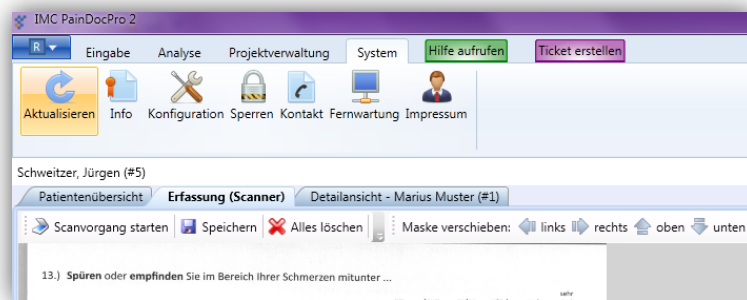 IMC PainDocPro 2
R Eingabe Analyse Projektverwaltung System Hilfe aufrufen Ticket erstellen
Aktualisieren Info Konfiguration Sperren Kontakt Fernwartung Impressum
Schweitzer, Jürgen (#5)
Patientenübersicht Erfassung (Scanner) Detailansicht - Marius Muster (#1)
Scanvorgang starten Speichern Alles löschen Maske verschieben: links rechts oben unten
13.) Spüren oder empfinden Sie im Bereich Ihrer Schmerzen mitunter ...
sehr